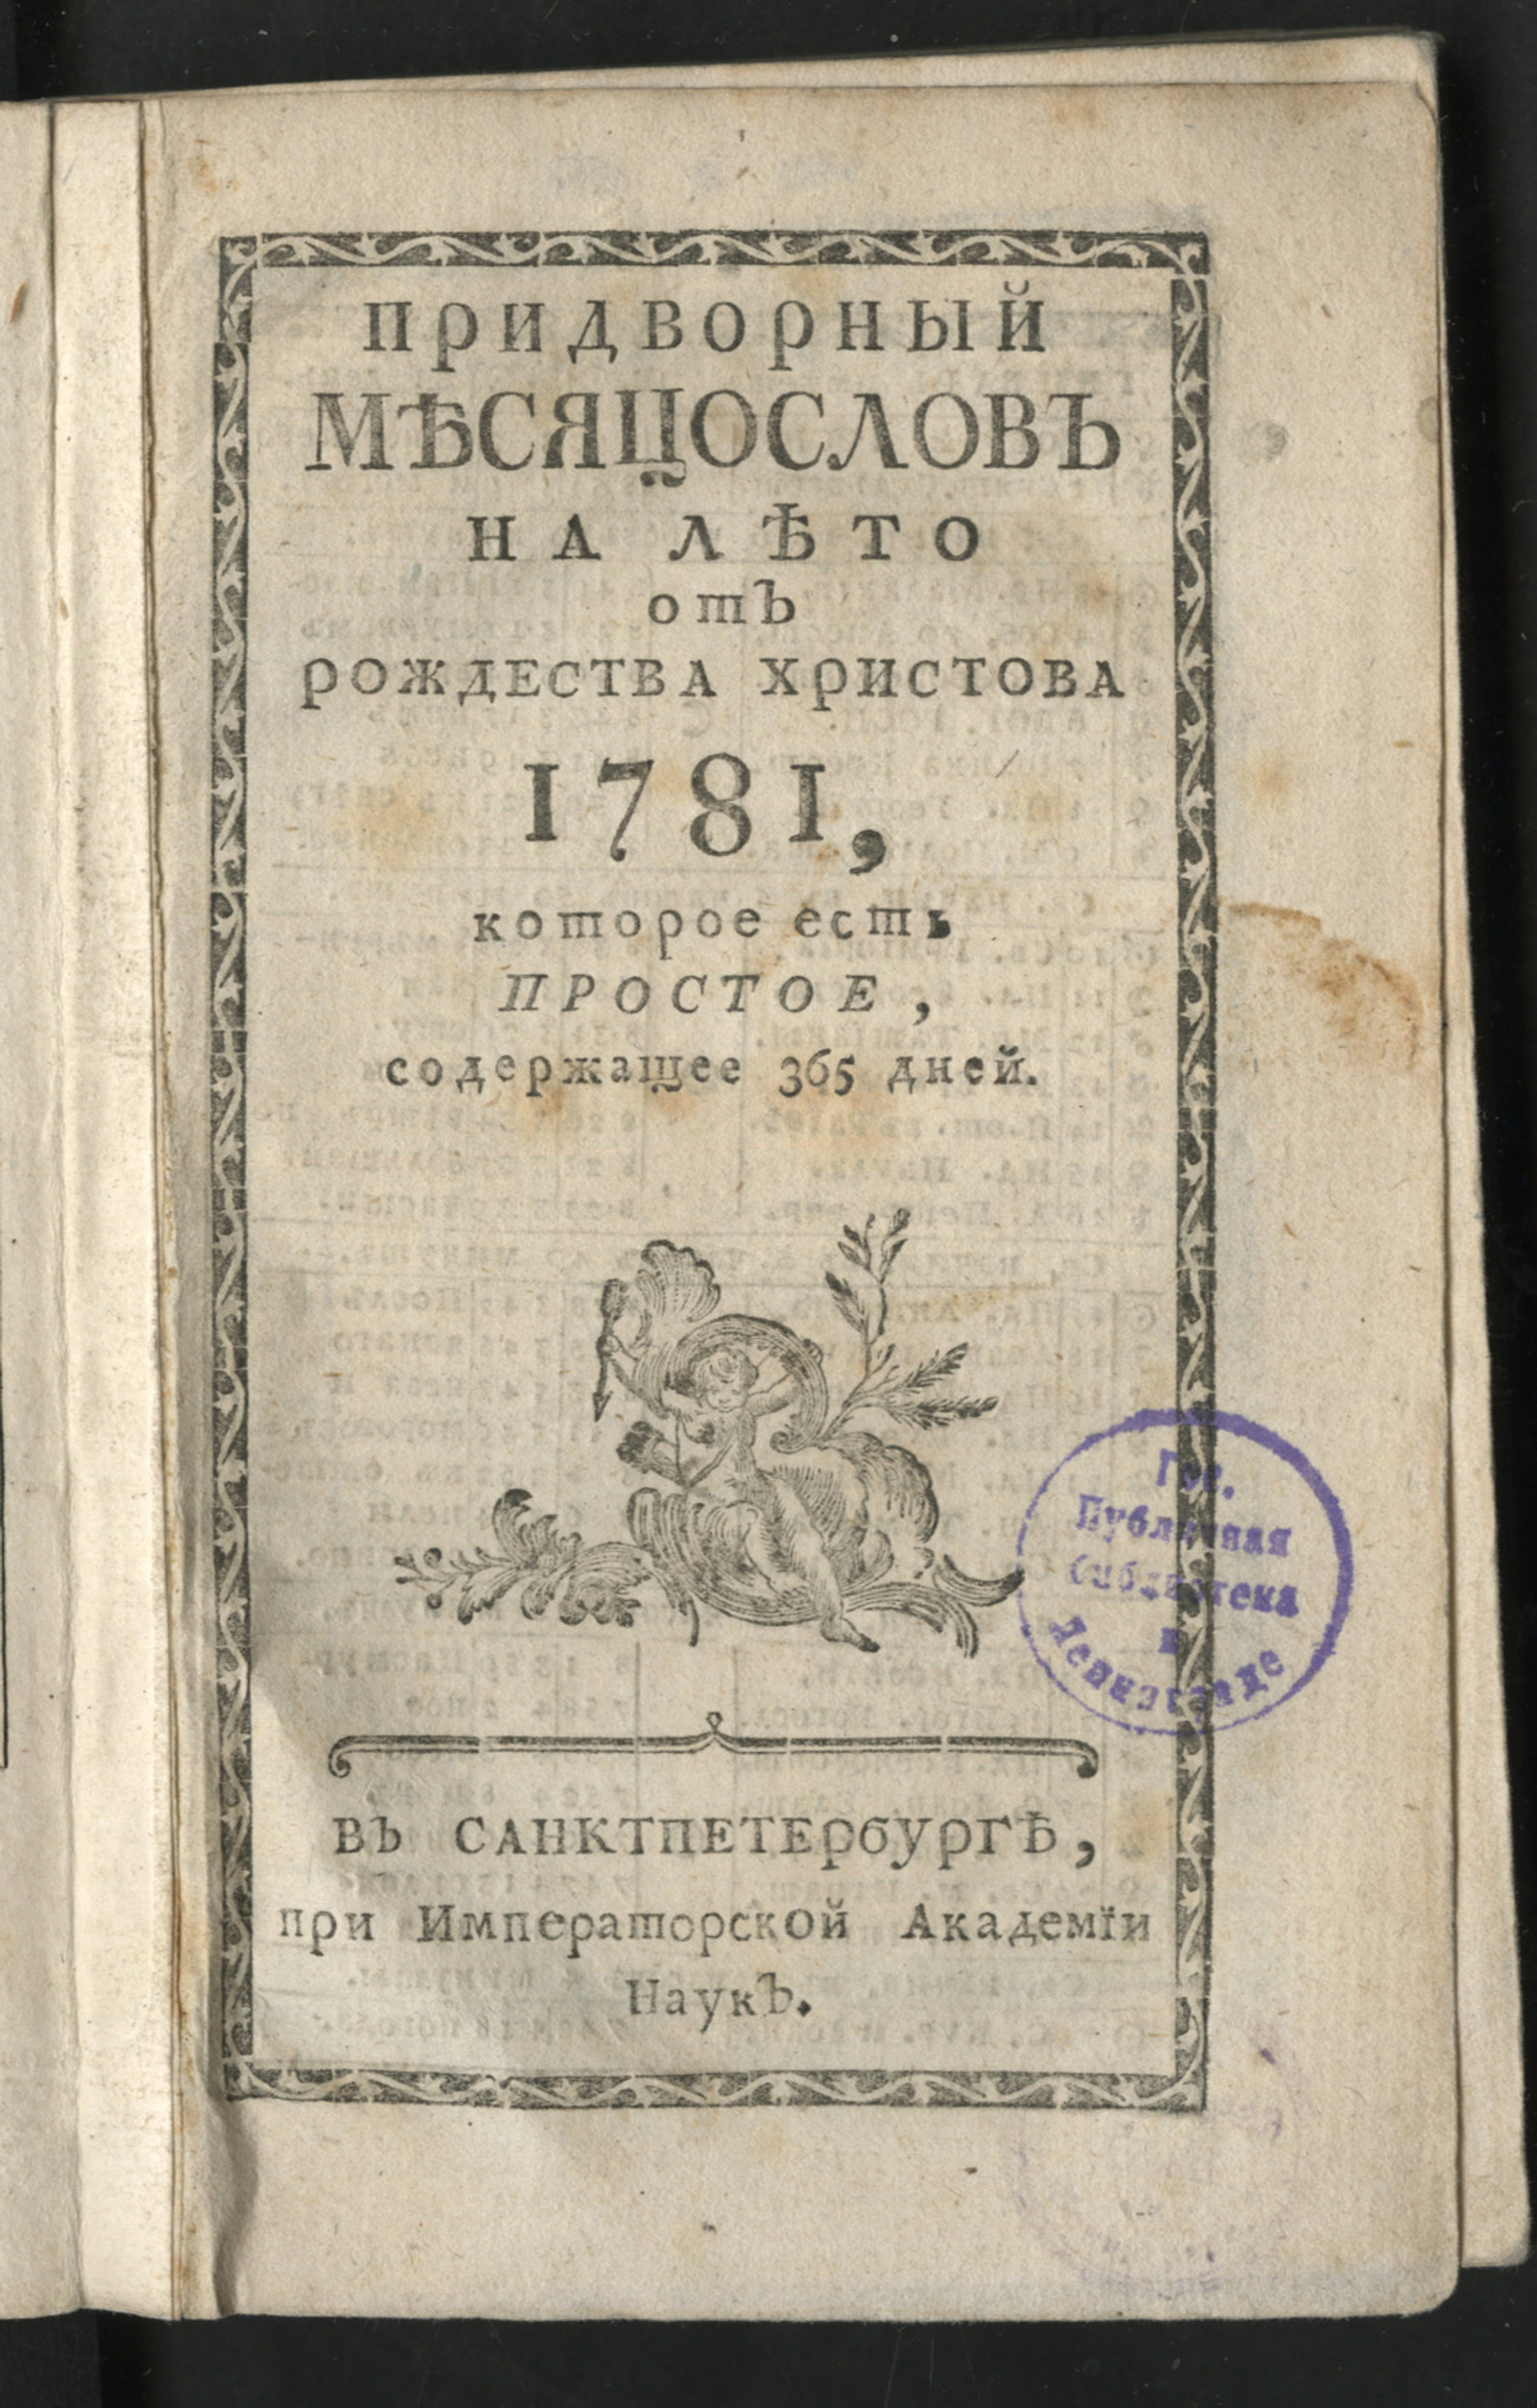 ПРИДВОРНЫЙ
МѢСЯЦОСЛОВЪ
НА ЛѢТО
отЪ
РОЖДЕСТВА ХРИСТОВА
1781,
которое есть
ПРОСТОЕ,
содержащее 365 дней.
Гос.
Публичная
библиотека
в
Ленинграде
ВЪ САНКТПЕТЕРбУРГѢ,
при Императорской Академїи
НаукЪ.